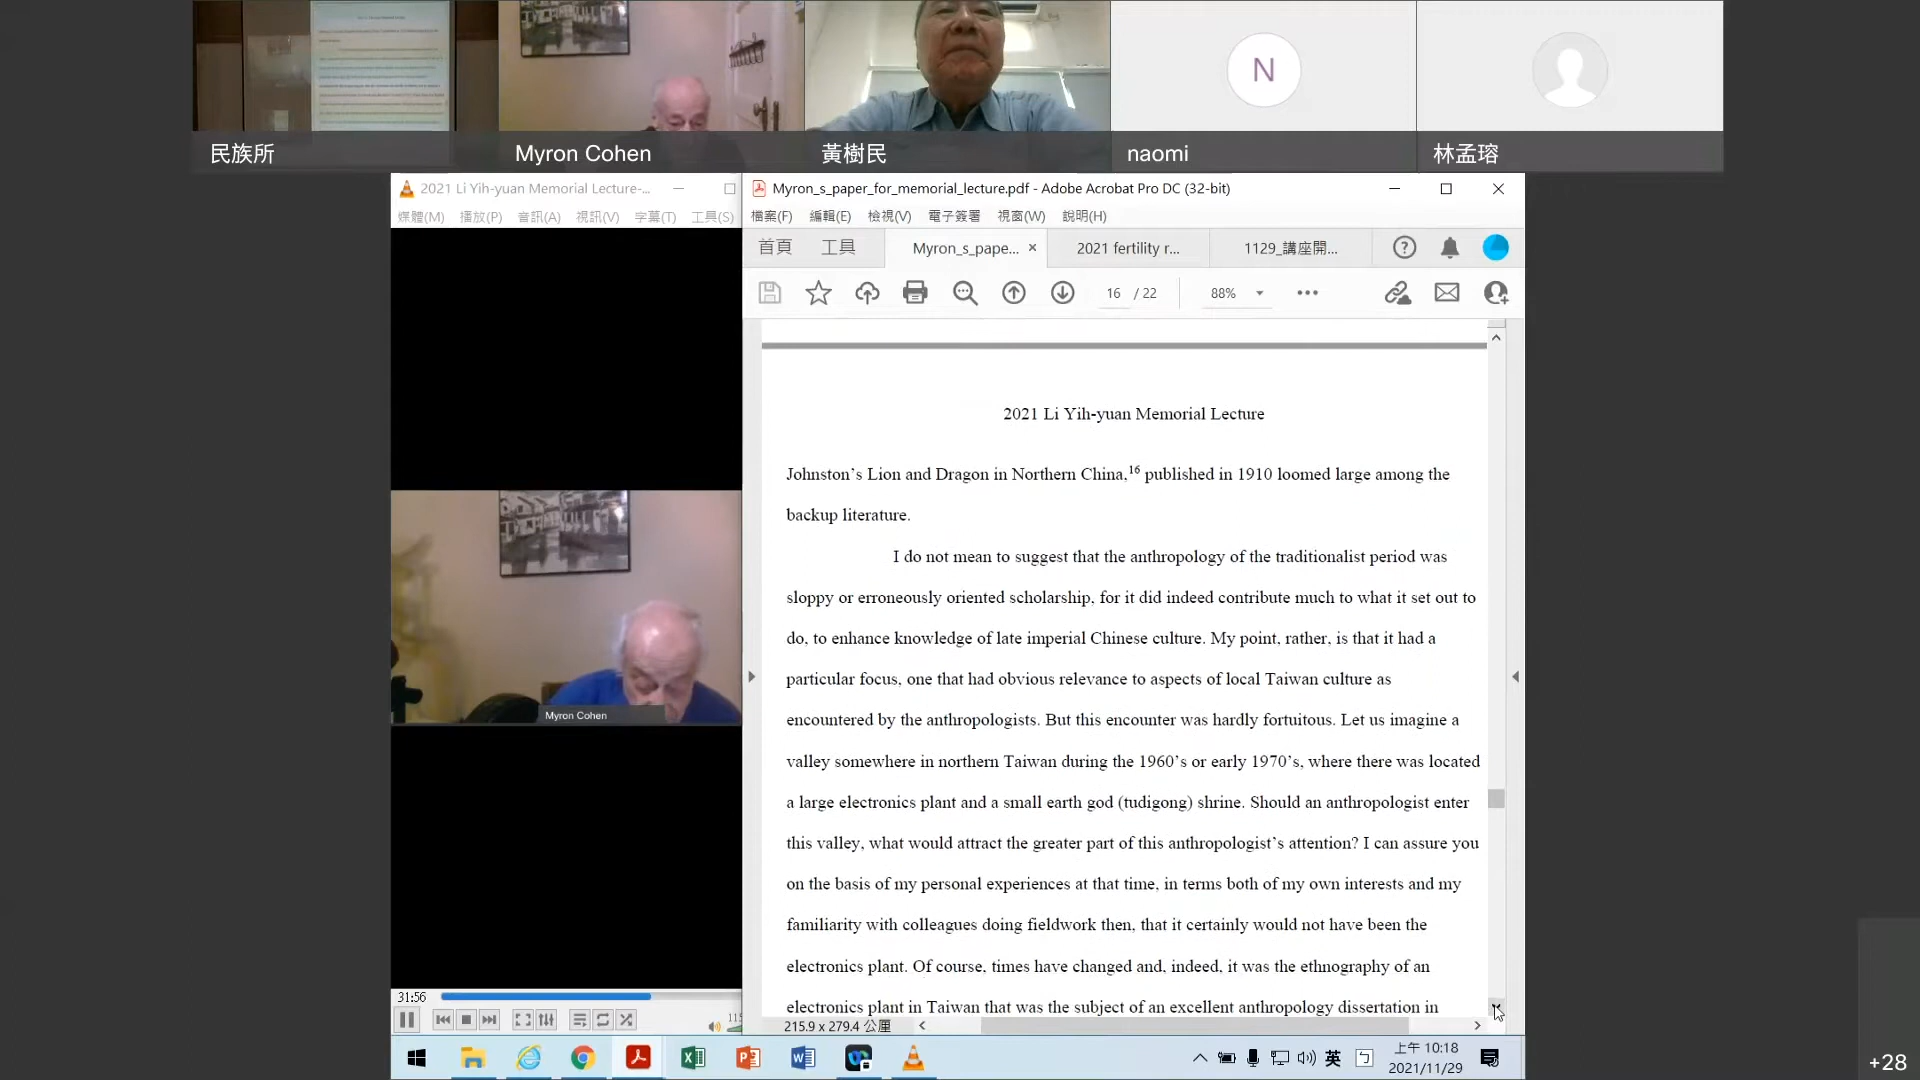 民族所
Myron Cohen
黃樹民
N
naomi
林孟瑢
2021 Li Yih-yuan Memorial Lecture-...
媒體(M) 播放(P) 音訊(A) 視訊(V) 字幕(T) 工具(S)
Myron_s_paper_for_memorial_lecture.pdf - Adobe Acrobat Pro DC (32-bit)
檔案(F) 編輯(E) 檢視(V) 電子簽署 視窗(W) 說明(H)
首頁 工具 Myron_s_pape... × 2021 fertility r... 1129_講座開...
16 / 22 88%
2021 Li Yih-yuan Memorial Lecture
Johnston's Lion and Dragon in Northern China,16 published in 1910 loomed large among the
backup literature.
I do not mean to suggest that the anthropology of the traditionalist period was
sloppy or erroneously oriented scholarship, for it did indeed contribute much to what it set out to
do, to enhance knowledge of late imperial Chinese culture. My point, rather, is that it had a
particular focus, one that had obvious relevance to aspects of local Taiwan culture as
encountered by the anthropologists. But this encounter was hardly fortuitous. Let us imagine a
valley somewhere in northern Taiwan during the 1960's or early 1970's, where there was located
a large electronics plant and a small earth god (tudigong) shrine. Should an anthropologist enter
this valley, what would attract the greater part of this anthropologist's attention? I can assure you
on the basis of my personal experiences at that time, in terms both of my own interests and my
familiarity with colleagues doing fieldwork then, that it certainly would not have been the
electronics plant. Of course, times have changed and, indeed, it was the ethnography of an
electronics plant in Taiwan that was the subject of an excellent anthropology dissertation in
215.9 x 279.4 公厘
Myron Cohen
31:56
英
上午 10:18
2021/11/29
+28